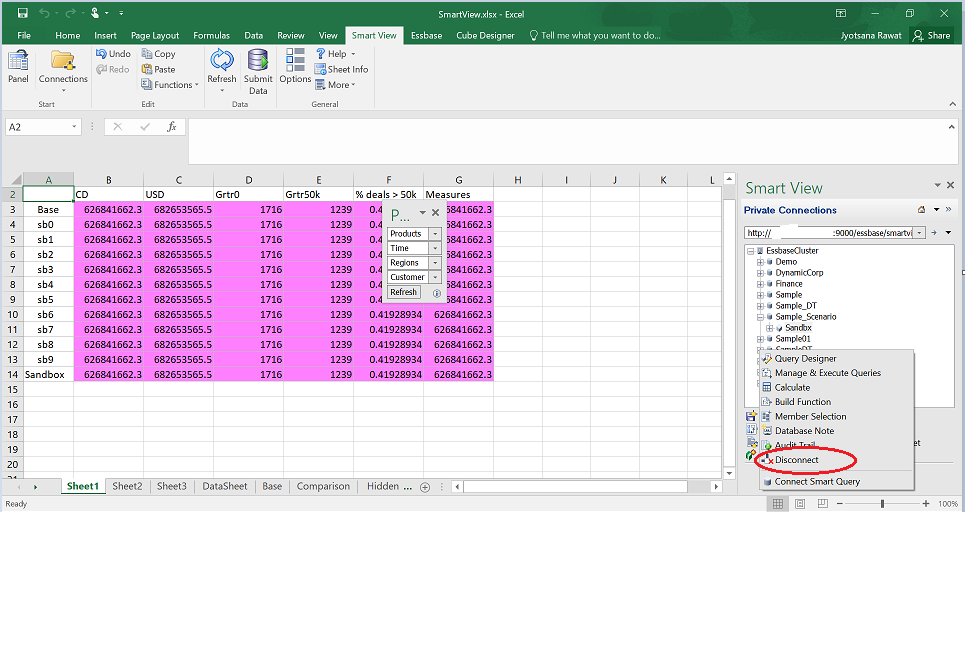 SmartView.xlsx - Excel
File Home Insert Page Layout Formulas Data Review View Smart View Essbase Cube Designer Tell me what you want to do... Jyotsana Rawat Share
Panel Connections Undo Redo Copy Paste Functions Refresh Submit Data Options Help Sheet Info More
Start Edit Data General
A2 fx
A B C D E F G H I J K L
2 CD USD Grtr0 Grtr50k % deals > 50k Measures
3 Base 626841662.3 682653565.5 1716 1239 0.4 626841662.3
4 sb0 626841662.3 682653565.5 1716 1239 0.4 41662.3
5 sb1 626841662.3 682653565.5 1716 1239 0.4 41662.3
6 sb2 626841662.3 682653565.5 1716 1239 0.4 41662.3
7 sb3 626841662.3 682653565.5 1716 1239 0.4 41662.3
8 sb4 626841662.3 682653565.5 1716 1239 0.4 41662.3
9 sb5 626841662.3 682653565.5 1716 1239 0.4 41662.3
10 sb6 626841662.3 682653565.5 1716 1239 0.41928934 626841662.3
11 sb7 626841662.3 682653565.5 1716 1239 0.41928934 626841662.3
12 sb8 626841662.3 682653565.5 1716 1239 0.41928934 626841662.3
13 sb9 626841662.3 682653565.5 1716 1239 0.41928934 626841662.3
14 Sandbox 626841662.3 682653565.5 1716 1239 0.41928934 626841662.3
15
16
17
18
19
20
P...
Products
Time
Regions
Customer
Refresh
Smart View
Private Connections
http:// :9000/essbase/smartvi
EssbaseCluster
Demo
DynamicCorp
Finance
Sample
Sample_DT
Sample_Scenario
Sandbx
Sample01
SampleDT
Query Designer
Manage & Execute Queries
Calculate
Build Function
Member Selection
Database Note
Audit Trail
Disconnect
Connect Smart Query
et
Sheet1 Sheet2 Sheet3 DataSheet Base Comparison Hidden ...
Ready 100%